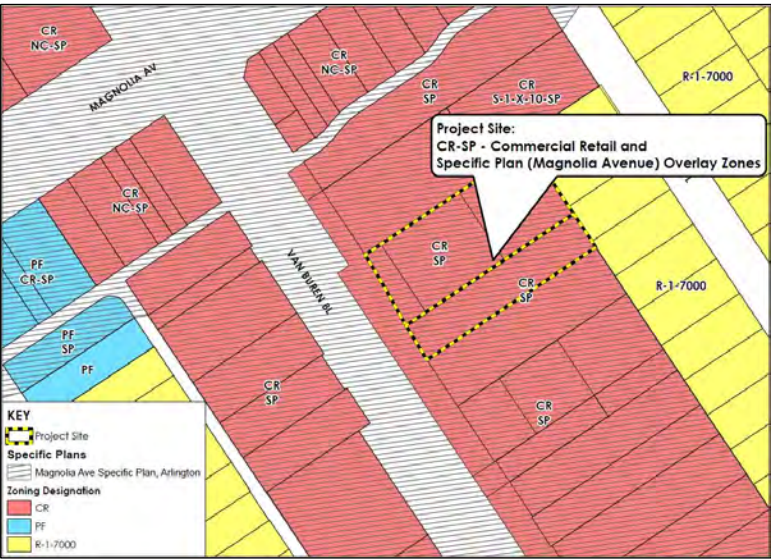 CR
NC-SP
MAGNOLIA AV
CR
NC-SP
CR
SP
CR
S-1-X-10-SP
R-1-7000
Project Site:
CR-SP - Commercial Retail and
Specific Plan (Magnolia Avenue) Overlay Zones
CR
NC-SP
PF
CR-SP
VAN BUREN BL
CR
SP
CR
SP
R-1-7000
PF
SP
PF
CR
SP
CR
SP
KEY
Project Site
Specific Plans
Magnolia Ave Specific Plan, Arlington
Zoning Designation
CR
PF
R-1-7000